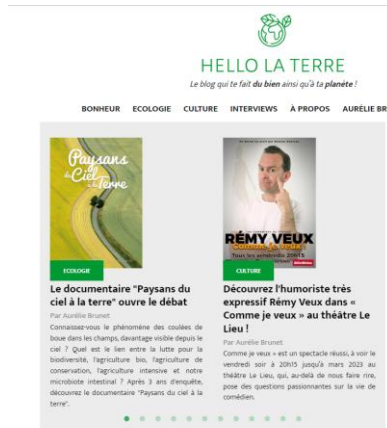 HELLO LA TERRE
Le blog qui te fait du bien ainsi qu'à ta planète !
BONHEUR ECOLOGIE CULTURE INTERVIEWS À PROPOS AURÉLIE BR
Paysans
du Ciel
à la Terre
ECOLOGIE
Le documentaire "Paysans du
ciel à la terre" ouvre le débat
Par Aurélie Brunet
Connaissez-vous le phénomène des coulées de
boue dans les champs, davantage visible depuis le
ciel ? Quel est le lien entre la lutte pour la
biodiversité, l'agriculture bio, l'agriculture de
conservation, l'agriculture intensive et notre
microbiote intestinal ? Après 3 ans d'enquête,
découvrez le documentaire "Paysans du ciel à la
terre".
RÉMY VEUX
Comme je veux !
Tous les vendredis 20H15
CULTURE
Découvrez l'humoriste très
expressif Rémy Veux dans «
Comme je veux » au théâtre Le
Lieu !
Par Aurélie Brunet
Comme je veux » est un spectacle réussi, à voir le
vendredi soir à 20h15 jusqu'à mars 2023 au
théâtre Le Lieu, qui, au-delà de nous faire rire,
pose des questions passionnantes sur la vie de
comédien.